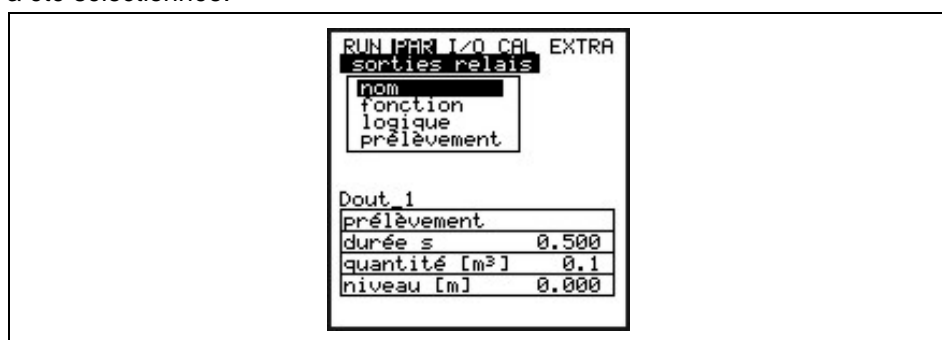 a été sélectionnée.
RUN PAR I/O CAL EXTRA
sorties relais
nom
fonction
logique
prélèvement
Dout_1
prélèvement
durée s 0.500
quantité [m³] 0.1
niveau [m] 0.000